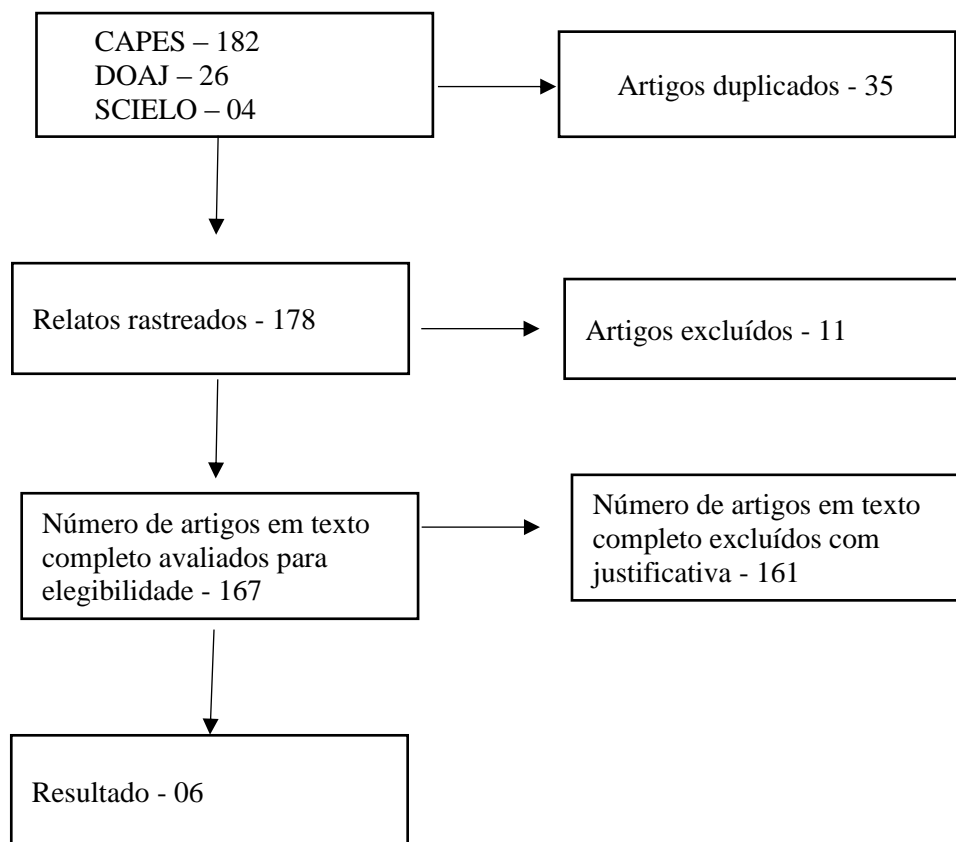 CAPES – 182
DOAJ – 26
SCIELO – 04
Artigos duplicados - 35
Relatos rastreados - 178
Artigos excluídos - 11
Número de artigos em texto
completo avaliados para
elegibilidade - 167
Número de artigos em texto
completo excluídos com
justificativa - 161
Resultado - 06